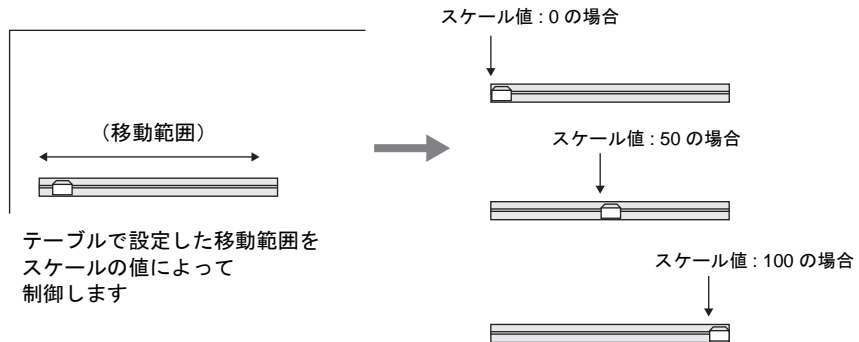 (移動範囲)
テーブルで設定した移動範囲を
スケールの値によって
制御します
スケール値 : 0 の場合
スケール値 : 50 の場合
スケール値 : 100 の場合